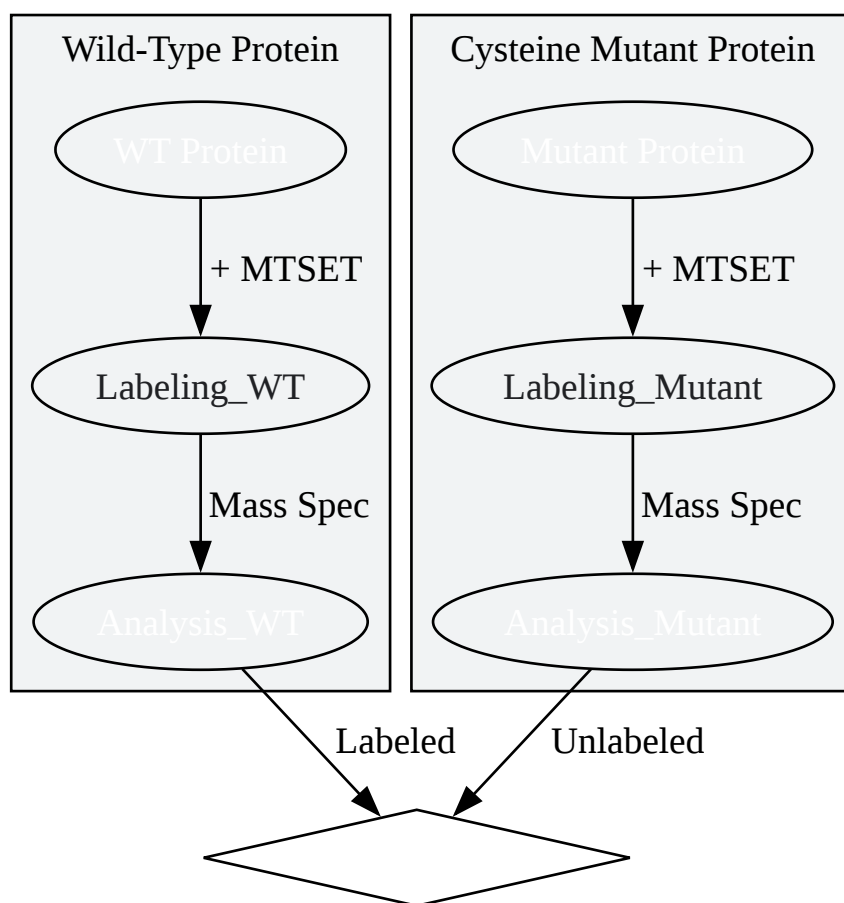 Wild-Type Protein
WT Protein
+ MTSET
Labeling_WT
Mass Spec
Analysis_WT
Labeled
Cysteine Mutant Protein
Mutant Protein
+ MTSET
Labeling_Mutant
Mass Spec
Analysis_Mutant
Unlabeled